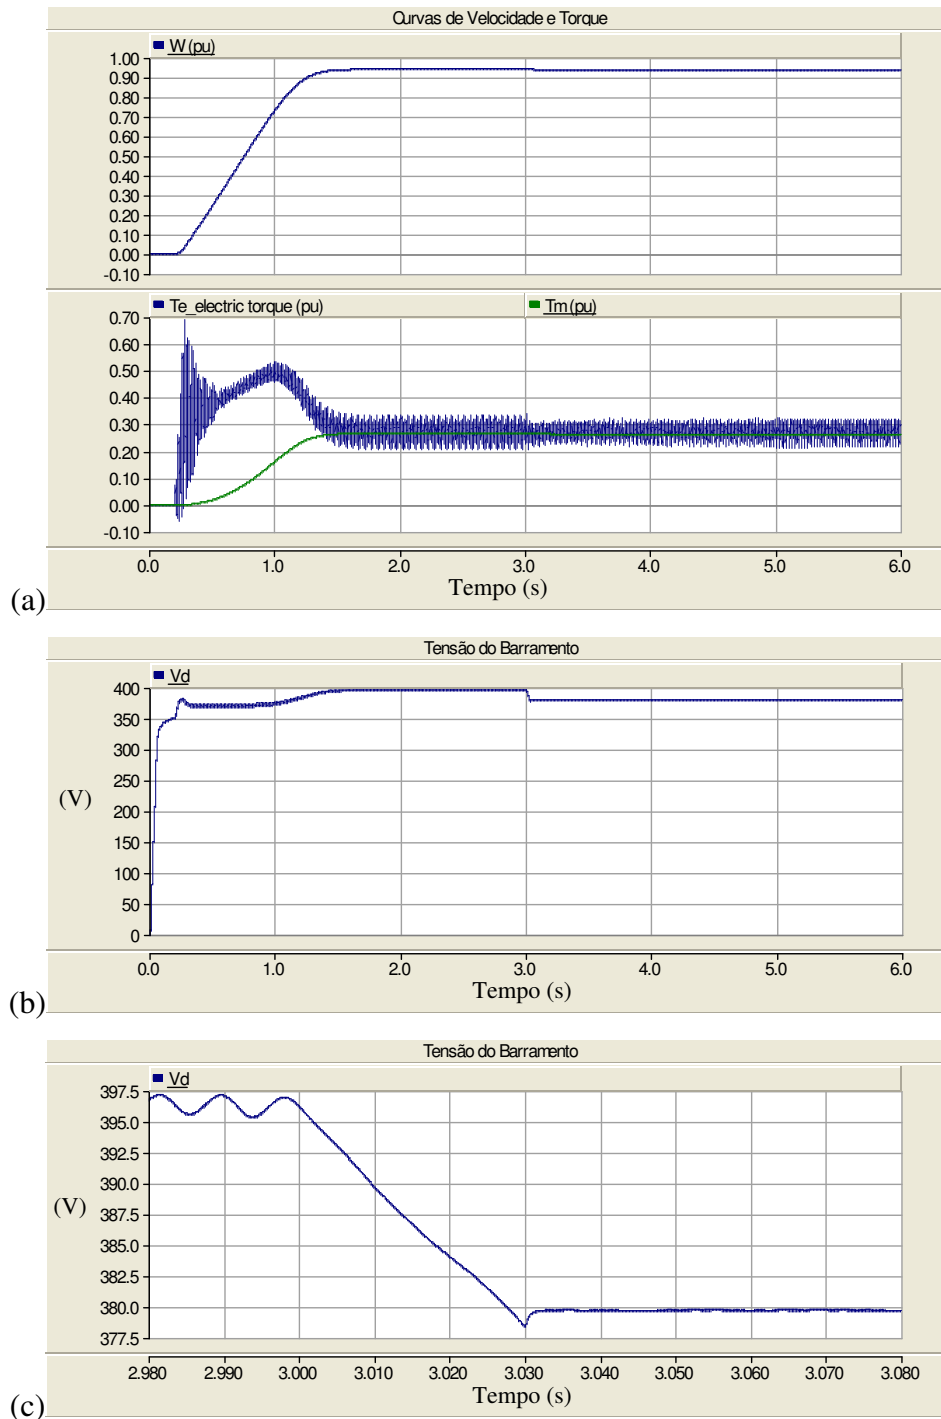 Curvas de Velocidade e Torque
W (pu)
1.00
0.90
0.80
0.70
0.60
0.50
0.40
0.30
0.20
0.10
0.00
-0.10
Te_electric torque (pu) Tm (pu)
0.70
0.60
0.50
0.40
0.30
0.20
0.10
0.00
-0.10
0.0 1.0 2.0 3.0 4.0 5.0 6.0
Tempo (s)
(a)
Tensão do Barramento
Vd
400
350
300
250
200
150
100
50
0
(V)
0.0 1.0 2.0 3.0 4.0 5.0 6.0
Tempo (s)
(b)
Tensão do Barramento
Vd
397.5
395.0
392.5
390.0
387.5
385.0
382.5
380.0
377.5
(V)
2.980 2.990 3.000 3.010 3.020 3.030 3.040 3.050 3.060 3.070 3.080
Tempo (s)
(c)